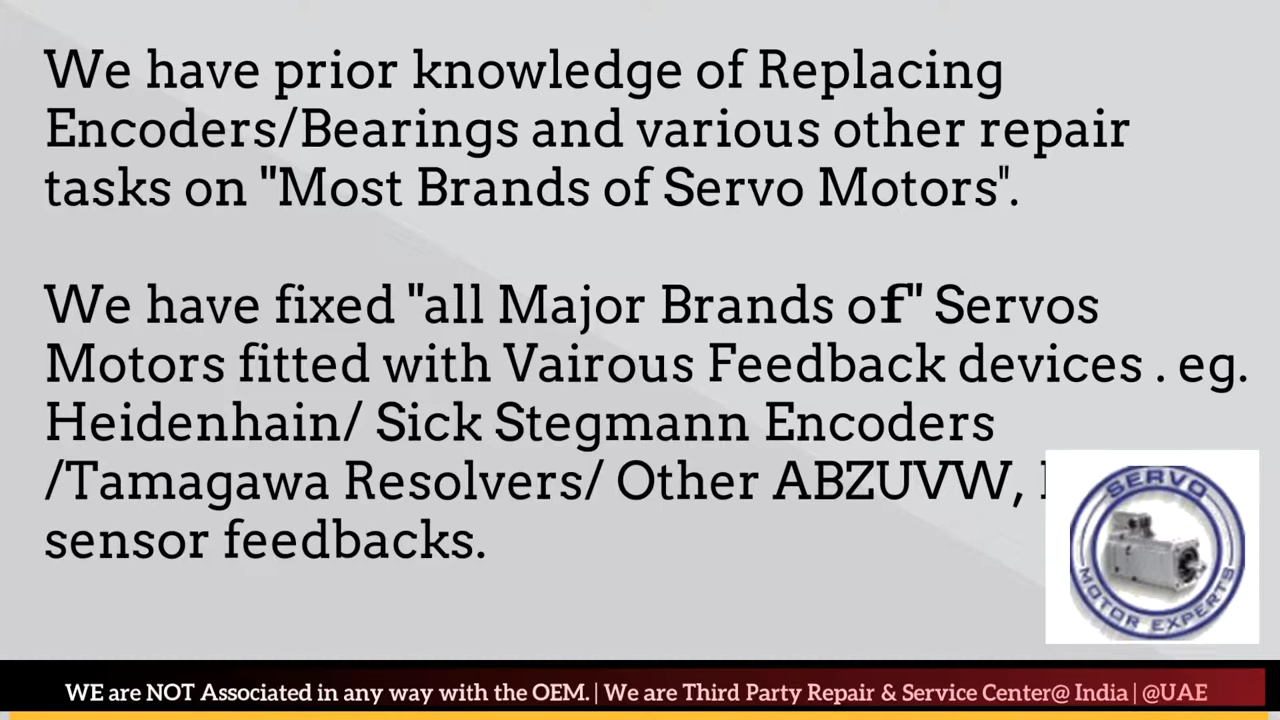 We have prior knowledge of Replacing
Encoders/Bearings and various other repair
tasks on "Most Brands of Servo Motors".
We have fixed "all Major Brands of" Servos
Motors fitted with Vairous Feedback devices . eg.
Heidenhain/ Sick Stegmann Encoders
/Tamagawa Resolvers/ Other ABZUVW,
sensor feedbacks.
SERVO
MOTOR EXPERTS
WE are NOT Associated in any way with the OEM. | We are Third Party Repair & Service Center@ India | @UAE